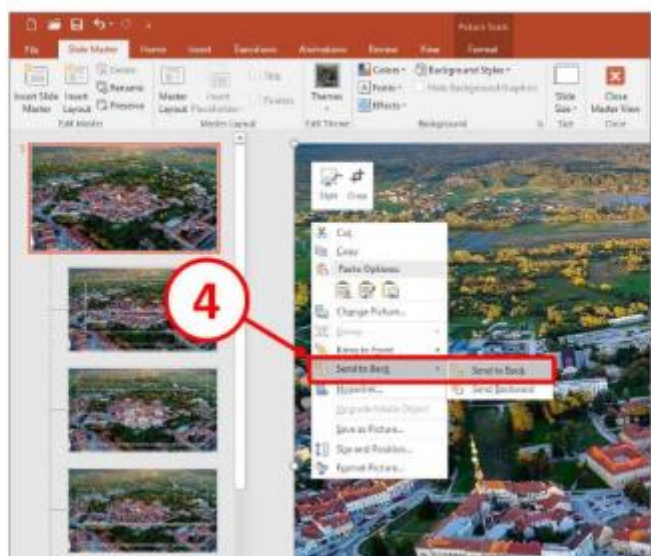 Picture Tools
File Slide Master Home Insert Transitions Animations Review View Format
Insert Slide Master
Insert Layout
Delete
Rename
Preserve
Edit Master
Master Layout
Insert Placeholder
Title
Footers
Master Layout
Themes
Edit Theme
Colors
Fonts
Effects
Background Styles
Hide Background Graphics
Background
Slide Size
Size
Close Master View
Close
1
Style Crop
Cut
Copy
Paste Options:
Change Picture...
Group
Bring to Front
Send to Back
Send to Back
Send Backward
Hyperlink...
Upgrade Media Object
Save as Picture...
Size and Position...
Format Picture...
4